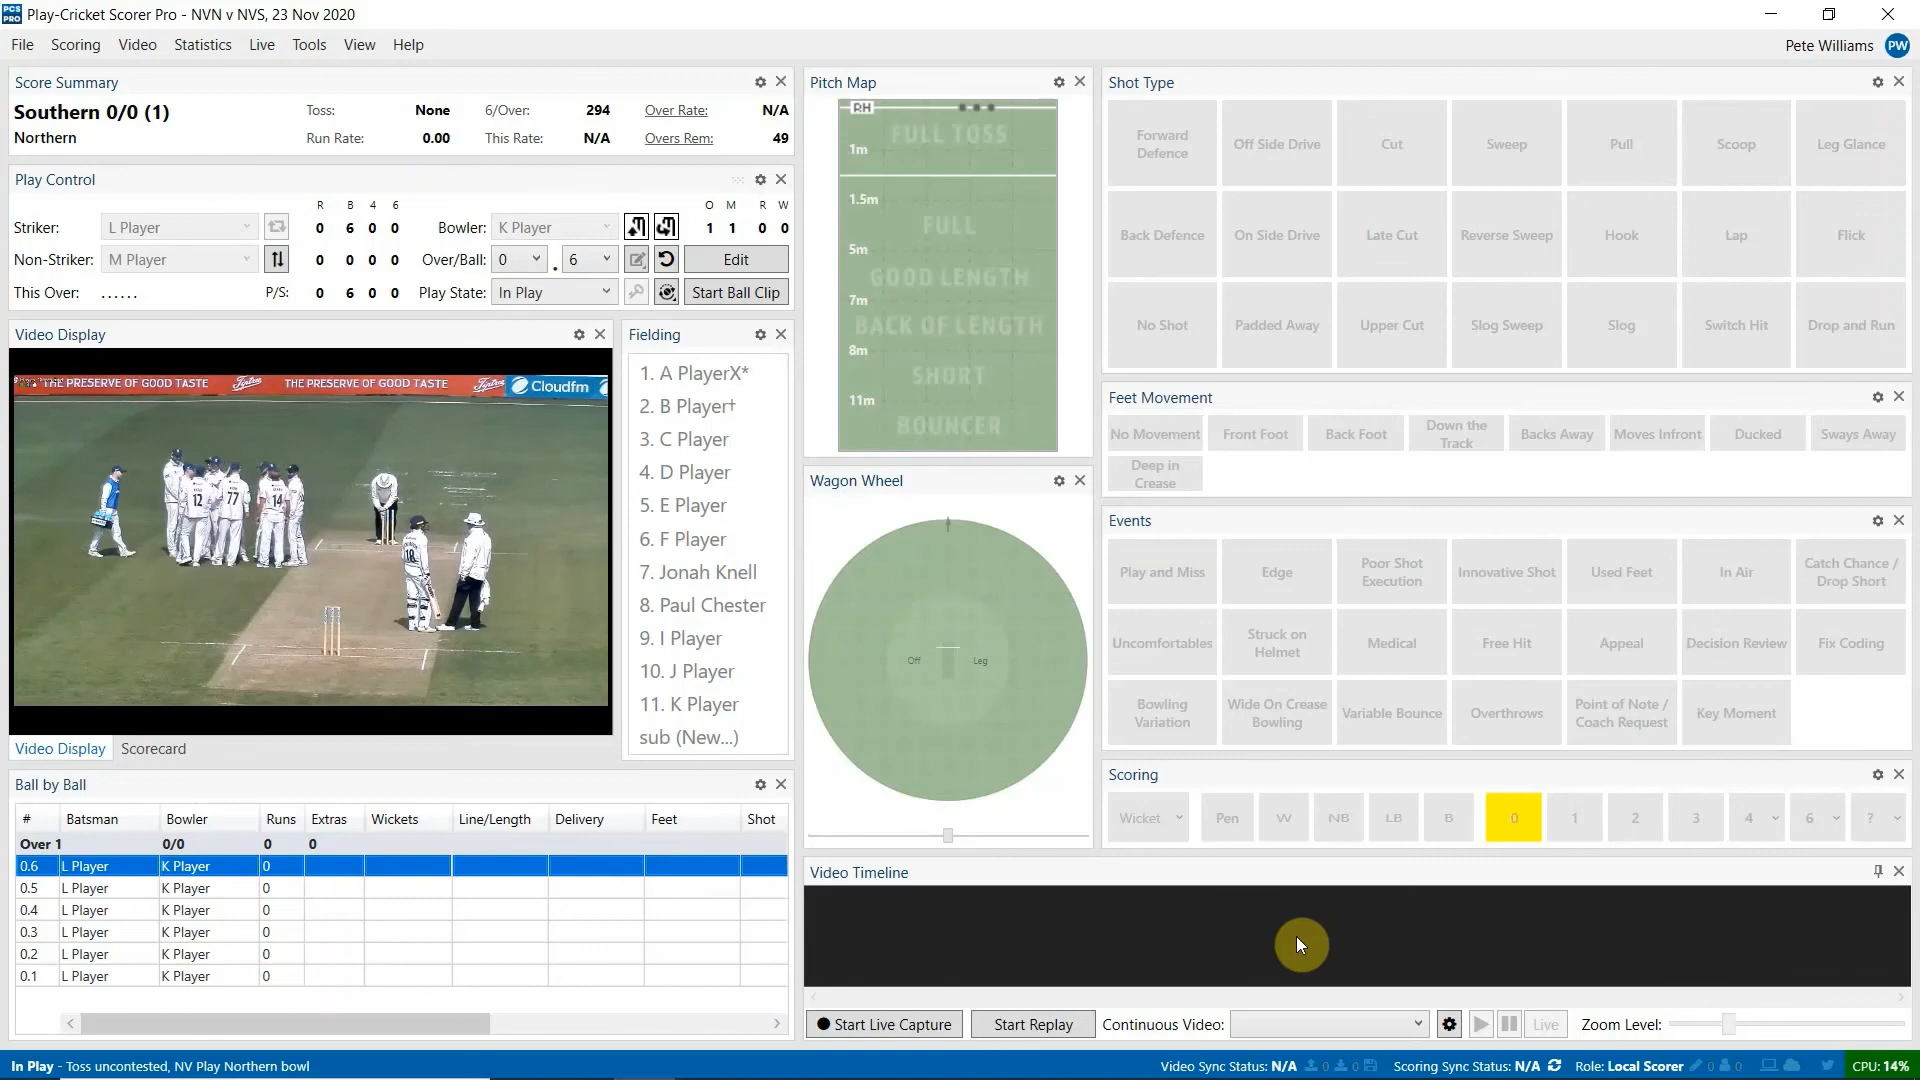 Play-Cricket Scorer Pro - NVN v NVS, 23 Nov 2020
File Scoring Video Statistics Live Tools View Help
Pete Williams PW
Score Summary
Southern 0/0 (1) Toss: None 6/Over: 294 Over Rate: N/A
Northern Run Rate: 0.00 This Rate: N/A Overs Rem: 49
Play Control
R B 4 6 O M R W
Striker: L Player 0 6 0 0 Bowler: K Player 1 1 0 0
Non-Striker: M Player 0 0 0 0 Over/Ball: 0 . 6 Edit
This Over: ...... P/S: 0 6 0 0 Play State: In Play Start Ball Clip
Video Display
THE PRESERVE OF GOOD TASTE Tiptree THE PRESERVE OF GOOD TASTE Tiptree Cloudfm
12 77 14
18
Video Display Scorecard
Fielding
1. A PlayerX*
2. B Player†
3. C Player
4. D Player
5. E Player
6. F Player
7. Jonah Knell
8. Paul Chester
9. I Player
10. J Player
11. K Player
sub (New...)
Ball by Ball
# Batsman Bowler Runs Extras Wickets Line/Length Delivery Feet Shot
Over 1 0/0 0 0
0.6 L Player K Player 0
0.5 L Player K Player 0
0.4 L Player K Player 0
0.3 L Player K Player 0
0.2 L Player K Player 0
0.1 L Player K Player 0
Pitch Map
RH
FULL TOSS
1m
1.5m
FULL
5m
GOOD LENGTH
7m
BACK OF LENGTH
8m
SHORT
11m
BOUNCER
Wagon Wheel
Off Leg
Shot Type
Forward Defence Off Side Drive Cut Sweep Pull Scoop Leg Glance
Back Defence On Side Drive Late Cut Reverse Sweep Hook Lap Flick
No Shot Padded Away Upper Cut Slog Sweep Slog Switch Hit Drop and Run
Feet Movement
No Movement Front Foot Back Foot Down the Track Backs Away Moves Infront Ducked Sways Away
Deep in Crease
Events
Play and Miss Edge Poor Shot Execution Innovative Shot Used Feet In Air Catch Chance / Drop Short
Uncomfortables Struck on Helmet Medical Free Hit Appeal Decision Review Fix Coding
Bowling Variation Wide On Crease Bowling Variable Bounce Overthrows Point of Note / Coach Request Key Moment
Scoring
Wicket Pen W NB LB B 0 1 2 3 4 6 ?
Video Timeline
Start Live Capture Start Replay Continuous Video: Live Zoom Level:
In Play - Toss uncontested, NV Play Northern bowl
Video Sync Status: N/A 0 0 Scoring Sync Status: N/A Role: Local Scorer 0 0 CPU: 14%